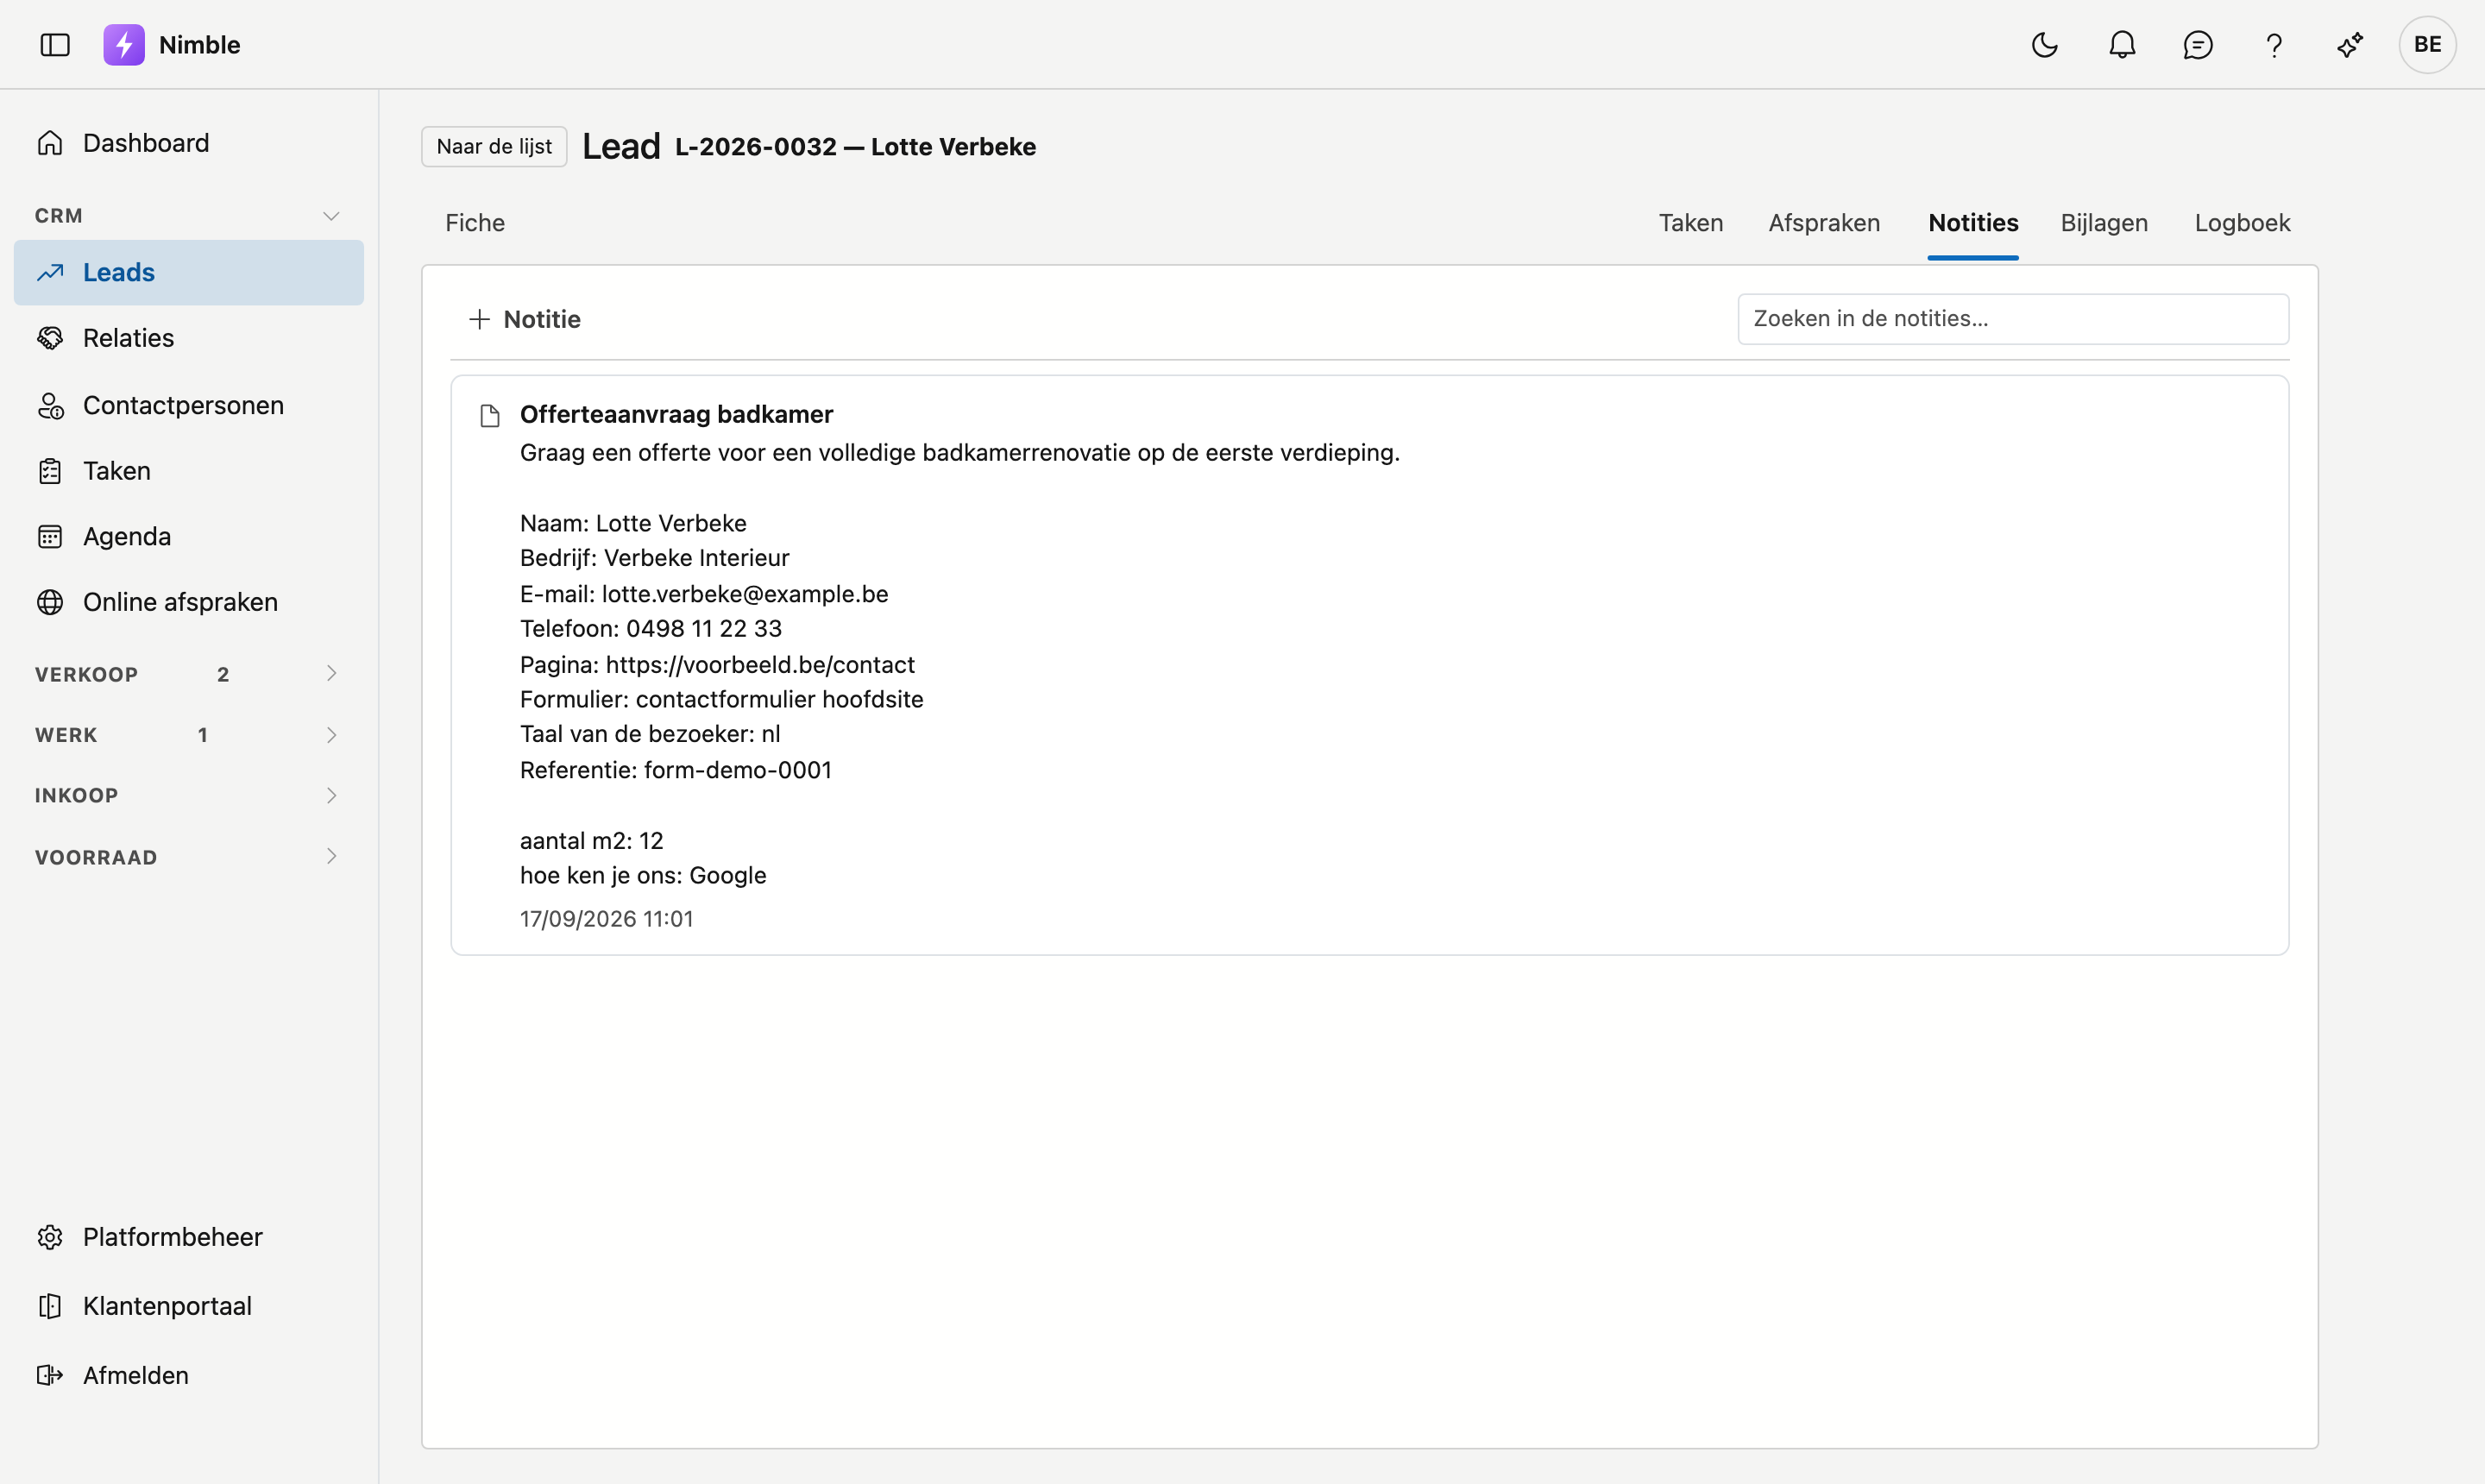 Nimble
BE
Dashboard
CRM
Leads
Relaties
Contactpersonen
Taken
Agenda
Online afspraken
VERKOOP 2
WERK 1
INKOOP
VOORRAAD
Platformbeheer
Klantenportaal
Afmelden
Naar de lijst Lead L-2026-0032 — Lotte Verbeke
Fiche Taken Afspraken Notities Bijlagen Logboek
+ Notitie Zoeken in de notities...
Offerteaanvraag badkamer
Graag een offerte voor een volledige badkamerrenovatie op de eerste verdieping.
Naam: Lotte Verbeke
Bedrijf: Verbeke Interieur
E-mail: lotte.verbeke@example.be
Telefoon: 0498 11 22 33
Pagina: https://voorbeeld.be/contact
Formulier: contactformulier hoofdsite
Taal van de bezoeker: nl
Referentie: form-demo-0001
aantal m2: 12
hoe ken je ons: Google
17/09/2026 11:01